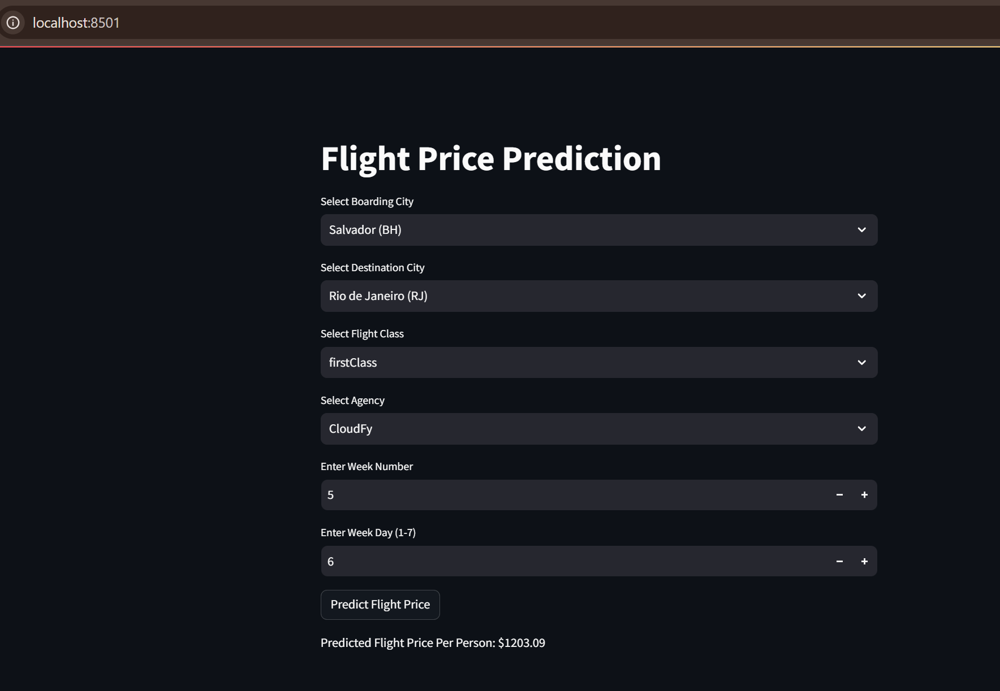 localhost:8501
Flight Price Prediction
Select Boarding City
Salvador (BH)
Select Destination City
Rio de Janeiro (RJ)
Select Flight Class
firstClass
Select Agency
CloudFy
Enter Week Number
5
Enter Week Day (1-7)
6
Predict Flight Price
Predicted Flight Price Per Person: $1203.09